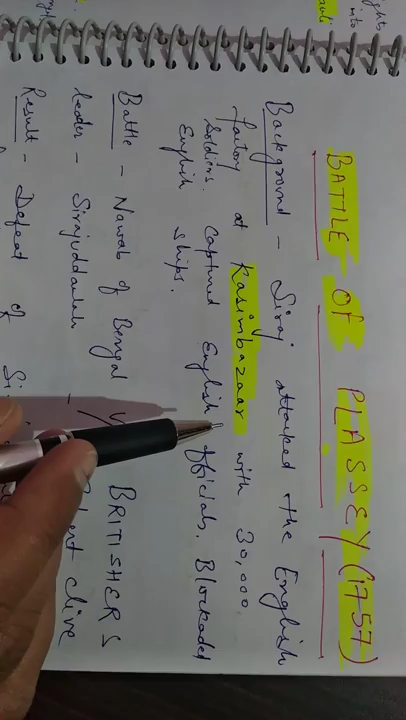 BATTLE OF PLASSEY (1757)
Background - Siraj attacked the English
factory at Kasimbazaar with 30,000
soldiers. Captured English officials. Blockaded
English ships.
Battle - Nawab of Bengal BRITISHERS
leader - Sirajuddaulah - Clive
Result - Defeat of